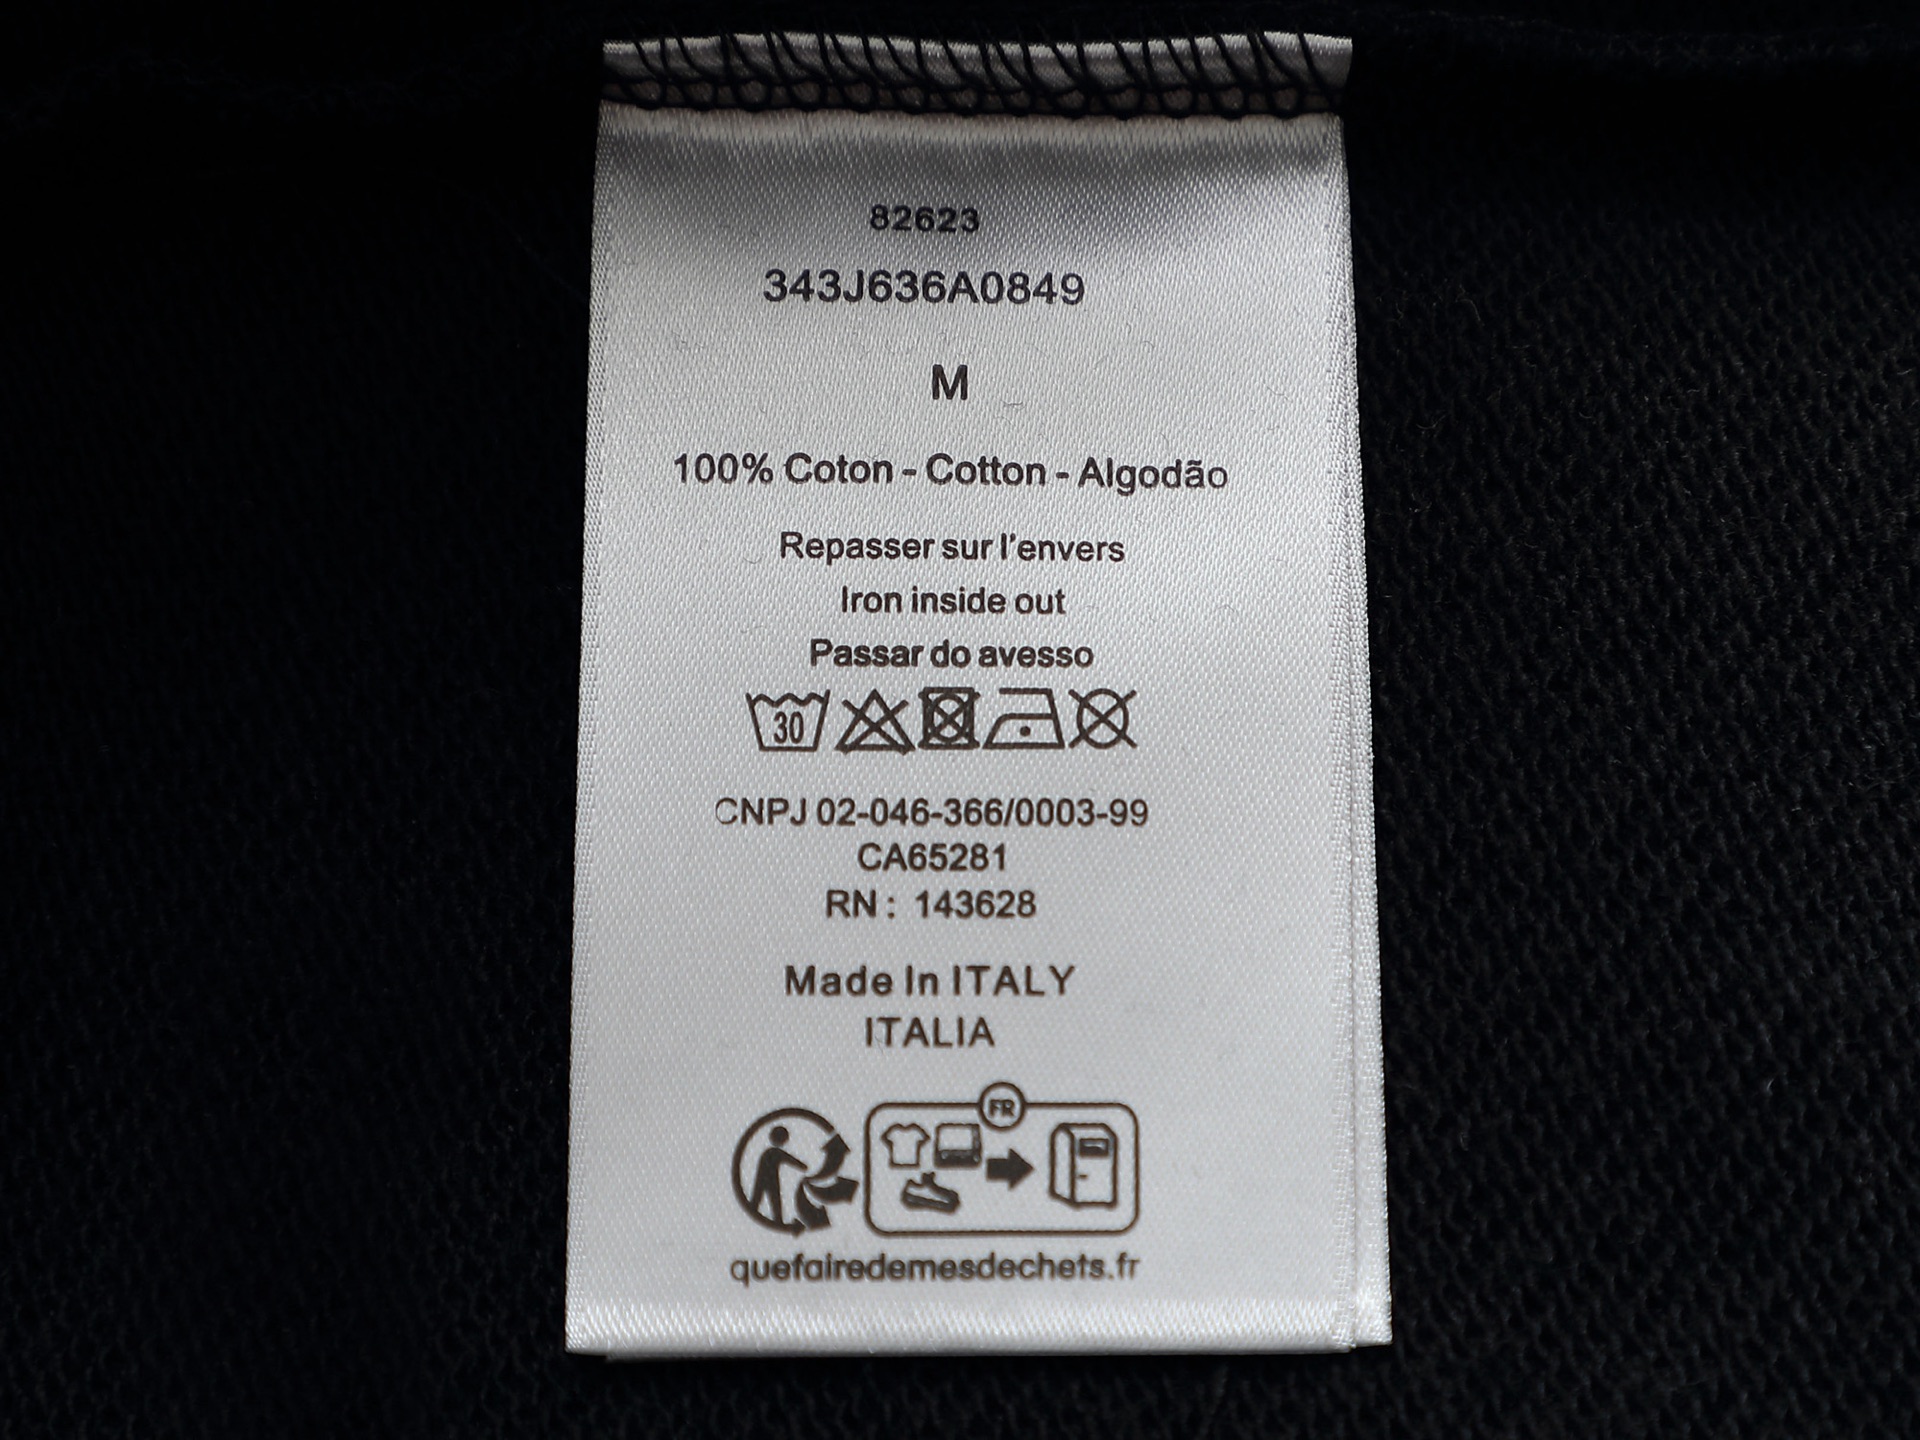 82623
343J636A0849
M
100% Coton - Cotton - Algodão
Repasser sur l'envers
Iron inside out
Passar do avesso
30
CNPJ 02-046-366/0003-99
CA65281
RN : 143628
Made In ITALY
ITALIA
FR
quefairedemesdechets.fr